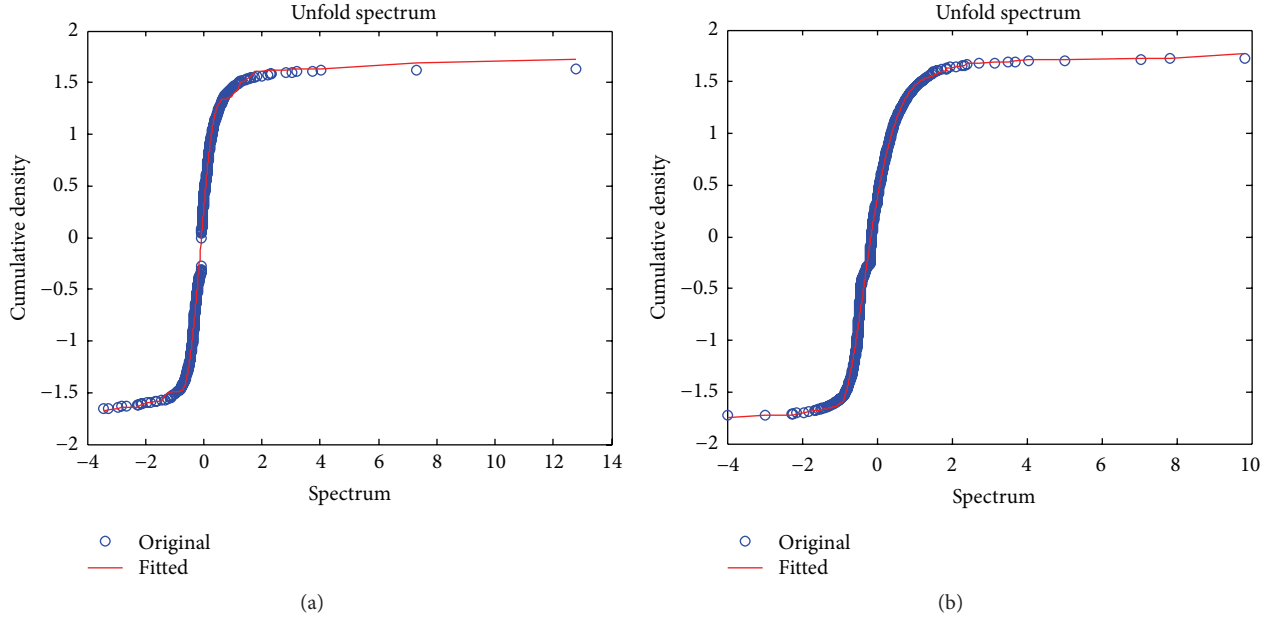 Unfold spectrum
2
1.5
1
0.5
0
−0.5
−1
−1.5
−2
Cumulative density
−4 −2 0 2 4 6 8 10 12 14
Spectrum
Original
Fitted
(a)
Unfold spectrum
2
1.5
1
0.5
0
−0.5
−1
−1.5
−2
Cumulative density
−4 −2 0 2 4 6 8 10
Spectrum
Original
Fitted
(b)